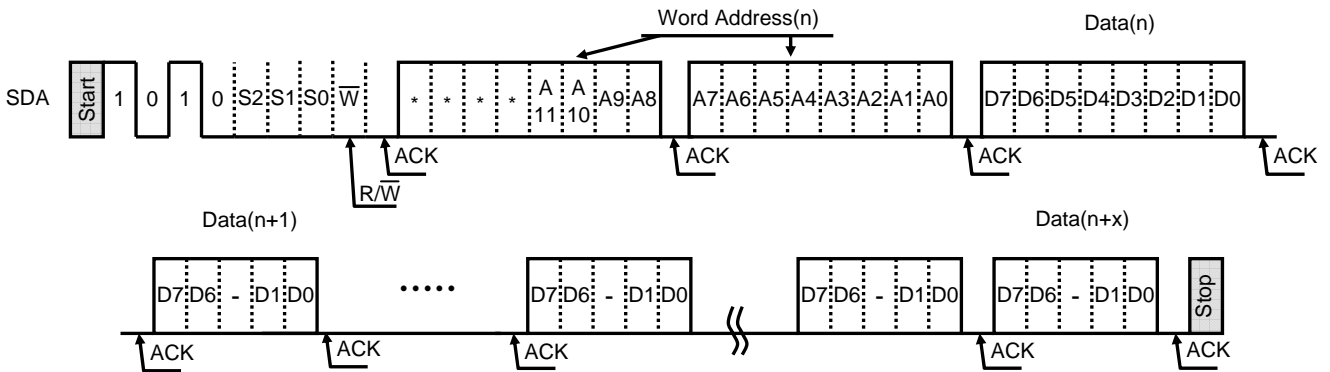 Word Address(n)
Data(n)
SDA Start 1 0 1 0 S2 S1 S0 W̅ * * * * A11 A10 A9 A8 A7 A6 A5 A4 A3 A2 A1 A0 D7 D6 D5 D4 D3 D2 D1 D0
ACK ACK ACK ACK
R/W̅
Data(n+1) Data(n+x)
D7 D6 - D1 D0 ••••• D7 D6 - D1 D0 D7 D6 - D1 D0 D7 D6 - D1 D0 Stop
ACK ACK ACK ACK ACK